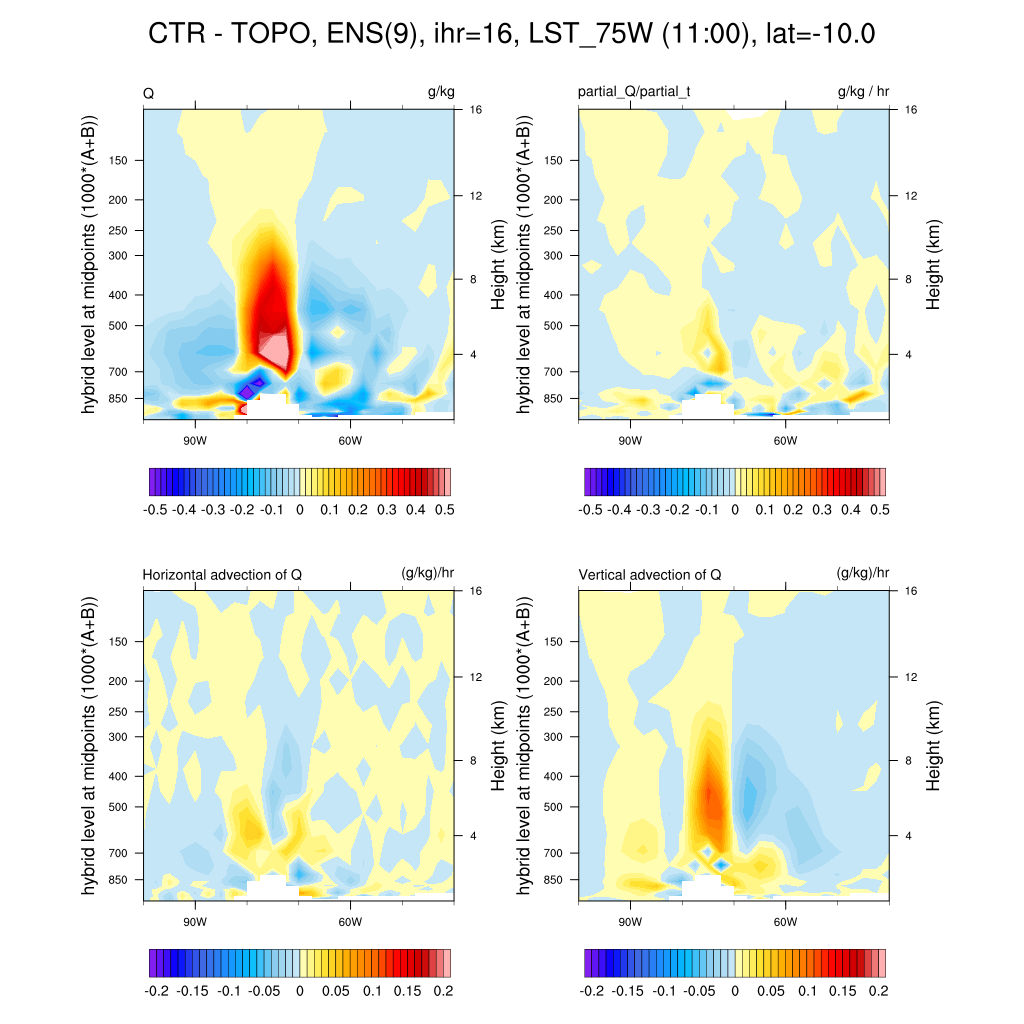 CTR - TOPO, ENS(9), ihr=16, LST_75W (11:00), lat=-10.0
Q
g/kg
hybrid level at midpoints (1000*(A+B))
150
200
250
300
400
500
700
850
16
12
8
4
Height (km)
90W
60W
-0.5 -0.4 -0.3 -0.2 -0.1 0 0.1 0.2 0.3 0.4 0.5
partial_Q/partial_t
g/kg / hr
hybrid level at midpoints (1000*(A+B))
150
200
250
300
400
500
700
850
16
12
8
4
Height (km)
90W
60W
-0.5 -0.4 -0.3 -0.2 -0.1 0 0.1 0.2 0.3 0.4 0.5
Horizontal advection of Q
(g/kg)/hr
hybrid level at midpoints (1000*(A+B))
150
200
250
300
400
500
700
850
16
12
8
4
Height (km)
90W
60W
-0.2 -0.15 -0.1 -0.05 0 0.05 0.1 0.15 0.2
Vertical advection of Q
(g/kg)/hr
hybrid level at midpoints (1000*(A+B))
150
200
250
300
400
500
700
850
16
12
8
4
Height (km)
90W
60W
-0.2 -0.15 -0.1 -0.05 0 0.05 0.1 0.15 0.2